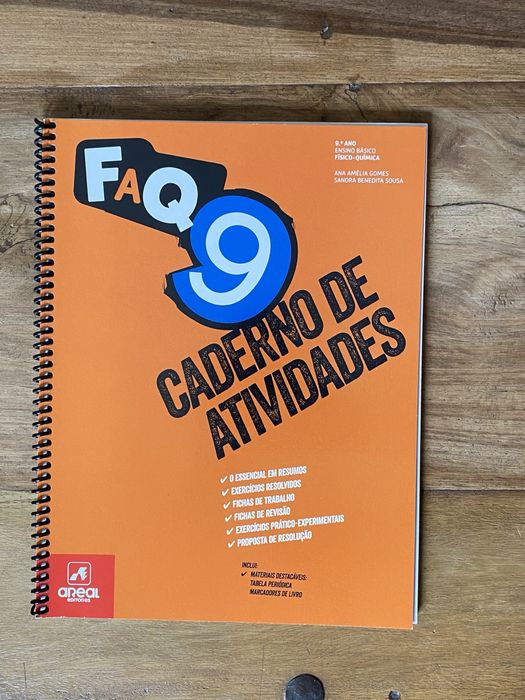 9.º ANO
ENSINO BÁSICO
FÍSICO-QUÍMICA
ANA AMÉLIA GOMES
SANDRA BENEDITA SOUSA
FAQ
9
CADERNO DE
ATIVIDADES
✓ O ESSENCIAL EM RESUMOS
✓ EXERCÍCIOS RESOLVIDOS
✓ FICHAS DE TRABALHO
✓ FICHAS DE REVISÃO
✓ EXERCÍCIOS PRÁTICO-EXPERIMENTAIS
✓ PROPOSTA DE RESOLUÇÃO
INCLUI:
✓ MATERIAIS DESTACÁVEIS:
TABELA PERIÓDICA
MARCADORES DE LIVRO
areal
editores